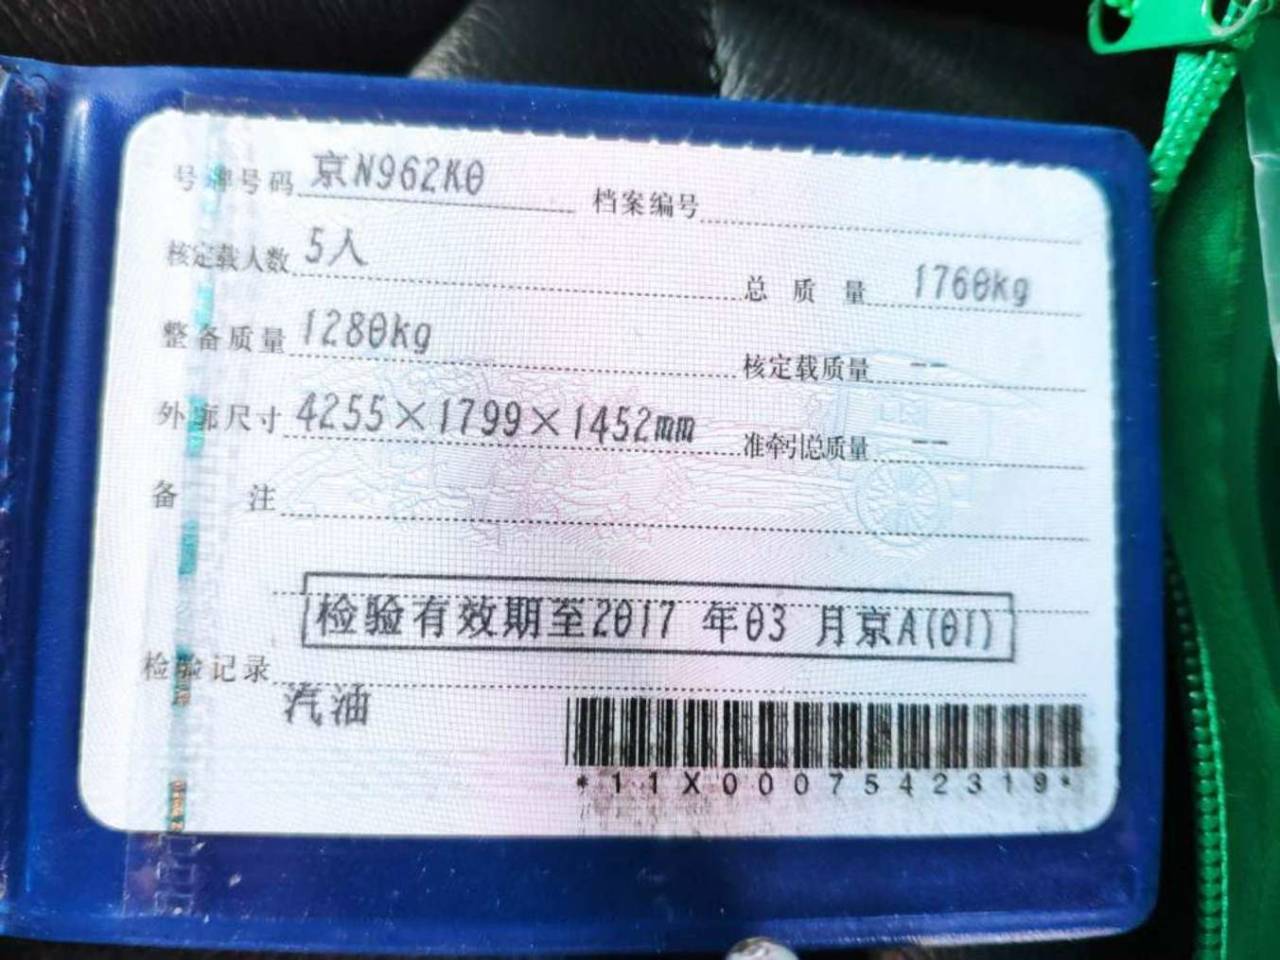 号牌号码 京N962K0 档案编号
核定载人数 5人 总质量 1760kg
整备质量 1280kg 核定载质量 --
外廓尺寸 4255×1799×1452mm 准牵引总质量 --
备注
检验有效期至2017 年03 月京A(01)
检验记录
汽油
*11X0007542319*